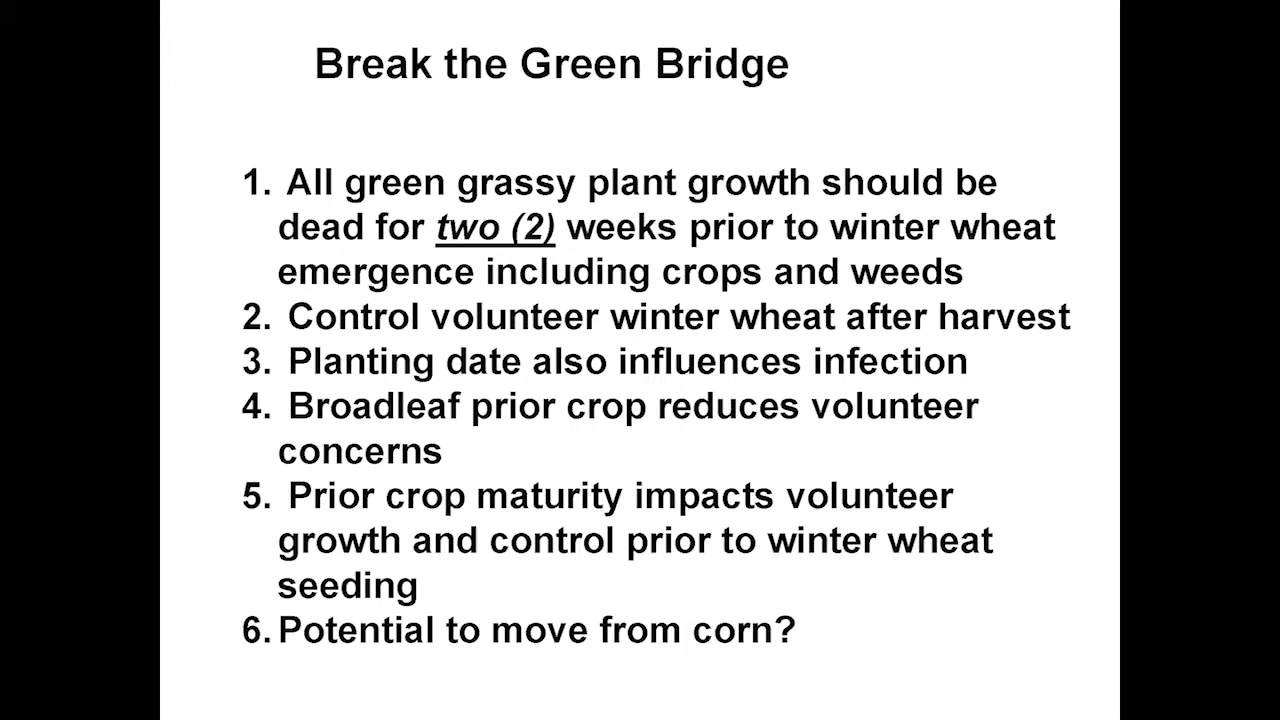 Break the Green Bridge
1. All green grassy plant growth should be
dead for two (2) weeks prior to winter wheat
emergence including crops and weeds
2. Control volunteer winter wheat after harvest
3. Planting date also influences infection
4. Broadleaf prior crop reduces volunteer
concerns
5. Prior crop maturity impacts volunteer
growth and control prior to winter wheat
seeding
6. Potential to move from corn?